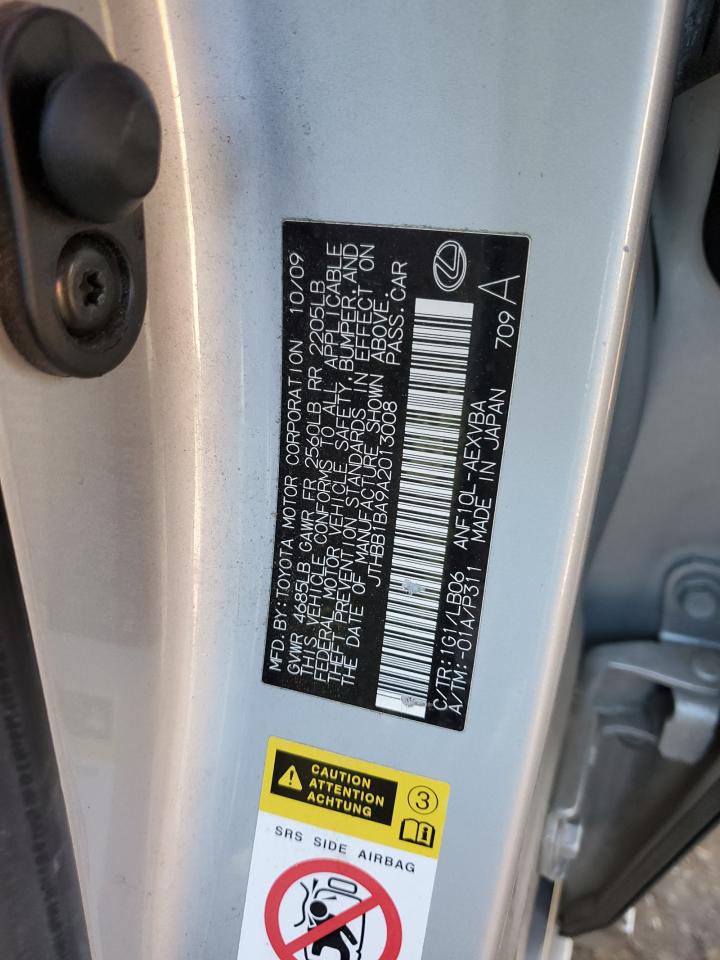 MFD. BY: TOYOTA MOTOR CORPORATION 10/09
GVWR 4685LB GAWR FR 2560LB RR 2205LB
THIS VEHICLE CONFORMS TO ALL APPLICABLE
FEDERAL MOTOR VEHICLE SAFETY, BUMPER, AND
THEFT PREVENTION STANDARDS IN EFFECT ON
THE DATE OF MANUFACTURE SHOWN ABOVE.
JTHBB1BA9A2013008 PASS. CAR
C/TR: 1G1/LB06 ANF10L-AEXVBA
A/TM: -01A/P311 MADE IN JAPAN 709 A
CAUTION
ATTENTION
ACHTUNG
3
SRS SIDE AIRBAG